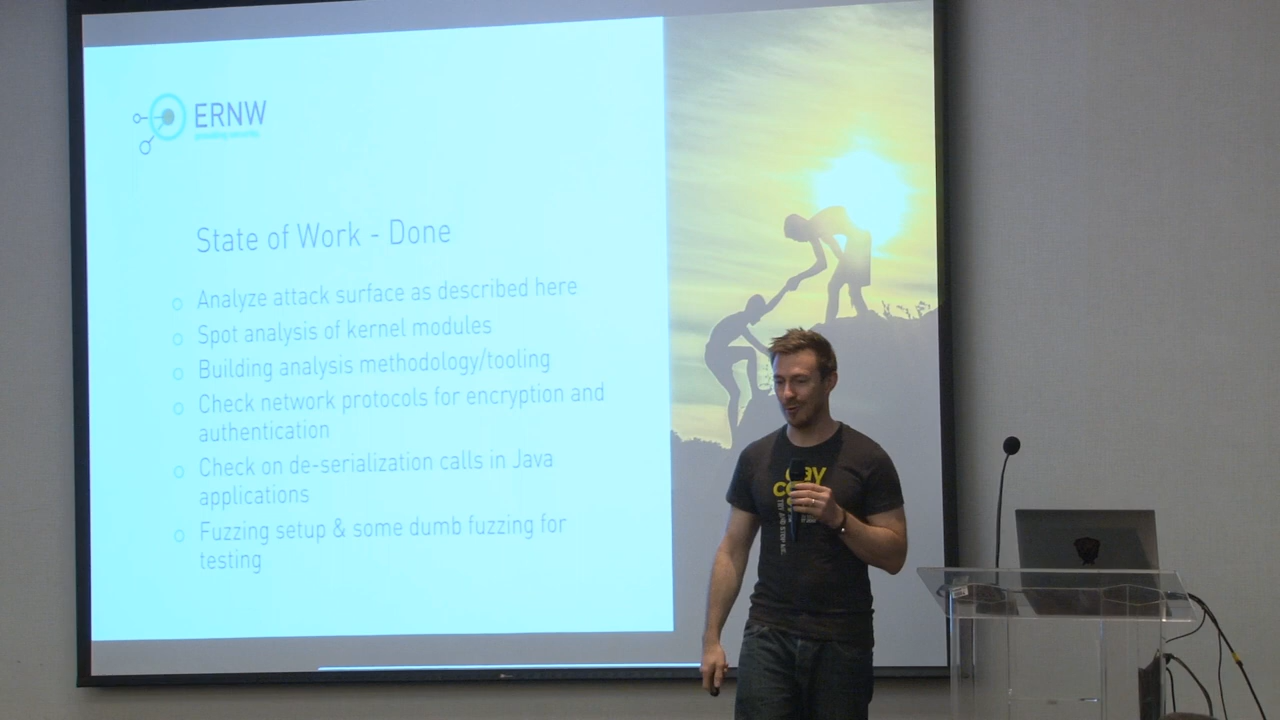 ERNW
providing security.
State of Work - Done
Analyze attack surface as described here
Spot analysis of kernel modules
Building analysis methodology/tooling
Check network protocols for encryption and
authentication
Check on de-serialization calls in Java
applications
Fuzzing setup & some dumb fuzzing for
testing